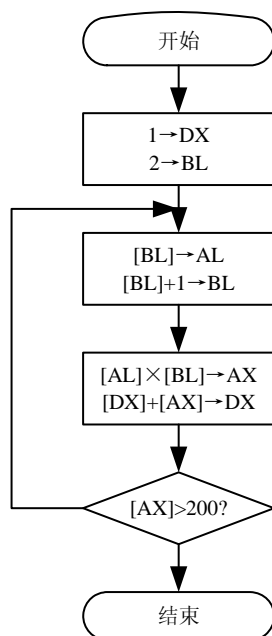 开始
1→DX
2→BL
[BL]→AL
[BL]+1→BL
[AL]×[BL]→AX
[DX]+[AX]→DX
[AX]>200?
结束